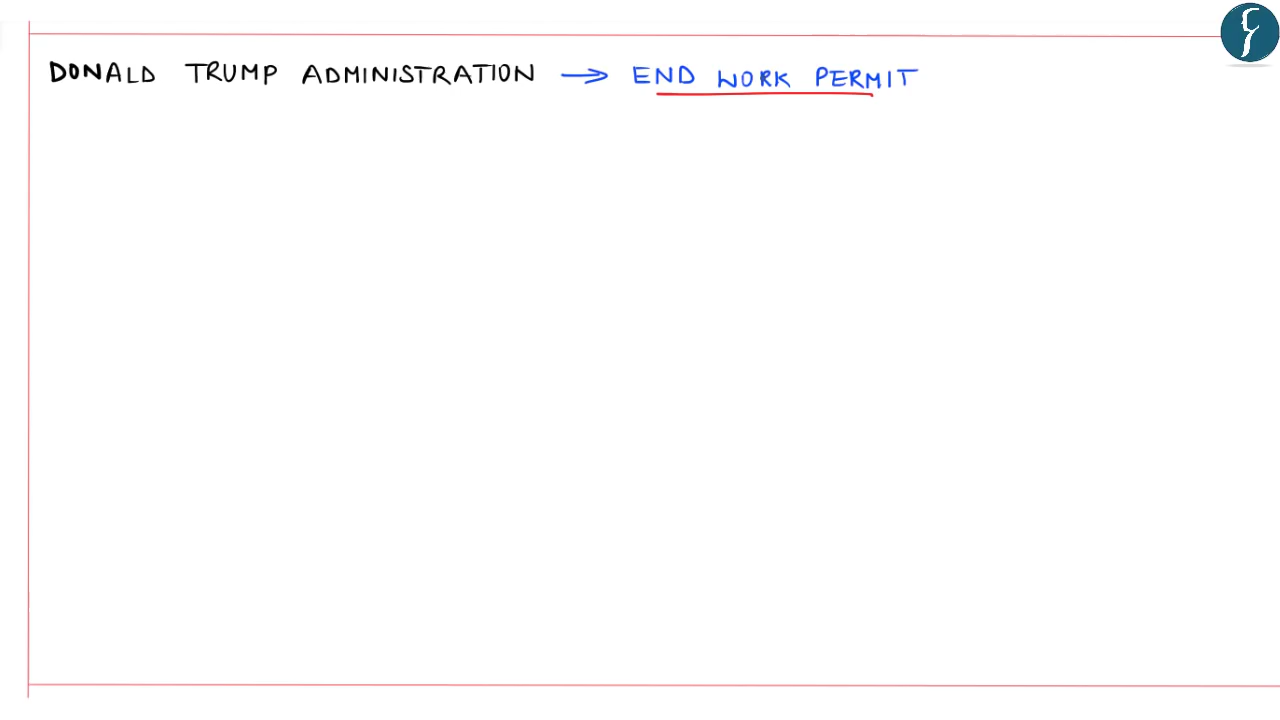 DONALD TRUMP ADMINISTRATION → END WORK PERMIT